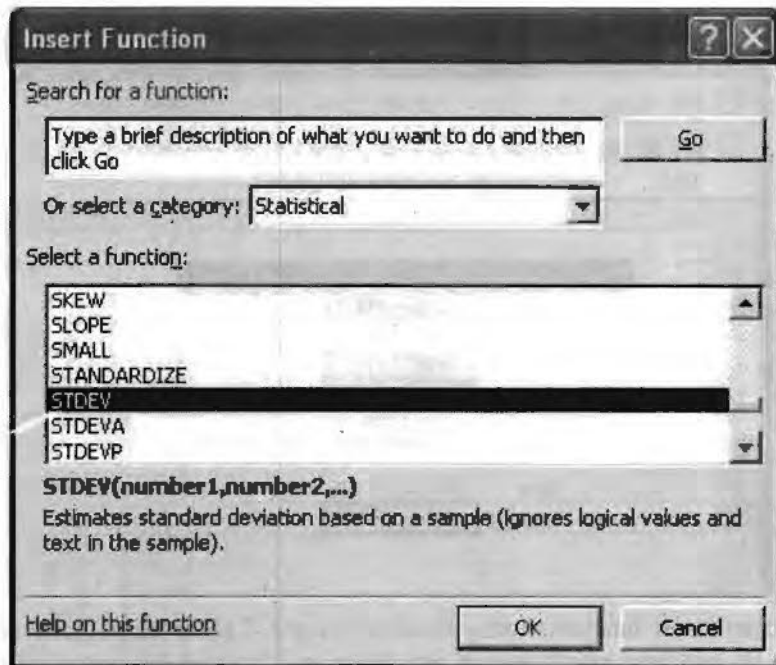 Insert Function
Search for a function:
Type a brief description of what you want to do and then
click Go
Go
Or select a category: Statistical
Select a function:
SKEW
SLOPE
SMALL
STANDARDIZE
STDEV
STDEVA
STDEVP
STDEV(number1,number2,...)
Estimates standard deviation based on a sample (ignores logical values and
text in the sample).
Help on this function
OK
Cancel